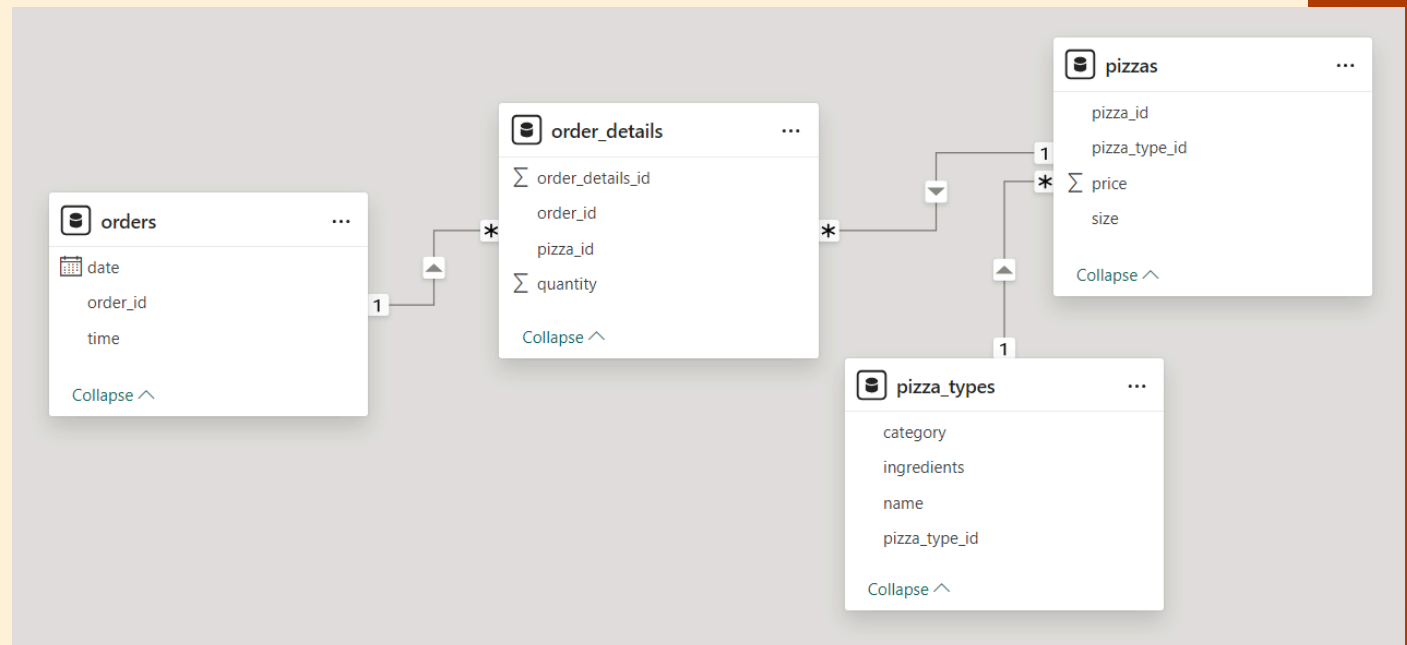 orders
date
order_id
time
Collapse
1
*
order_details
Σ order_details_id
order_id
pizza_id
Σ quantity
Collapse
*
1
*
pizzas
pizza_id
pizza_type_id
Σ price
size
Collapse
1
pizza_types
category
ingredients
name
pizza_type_id
Collapse